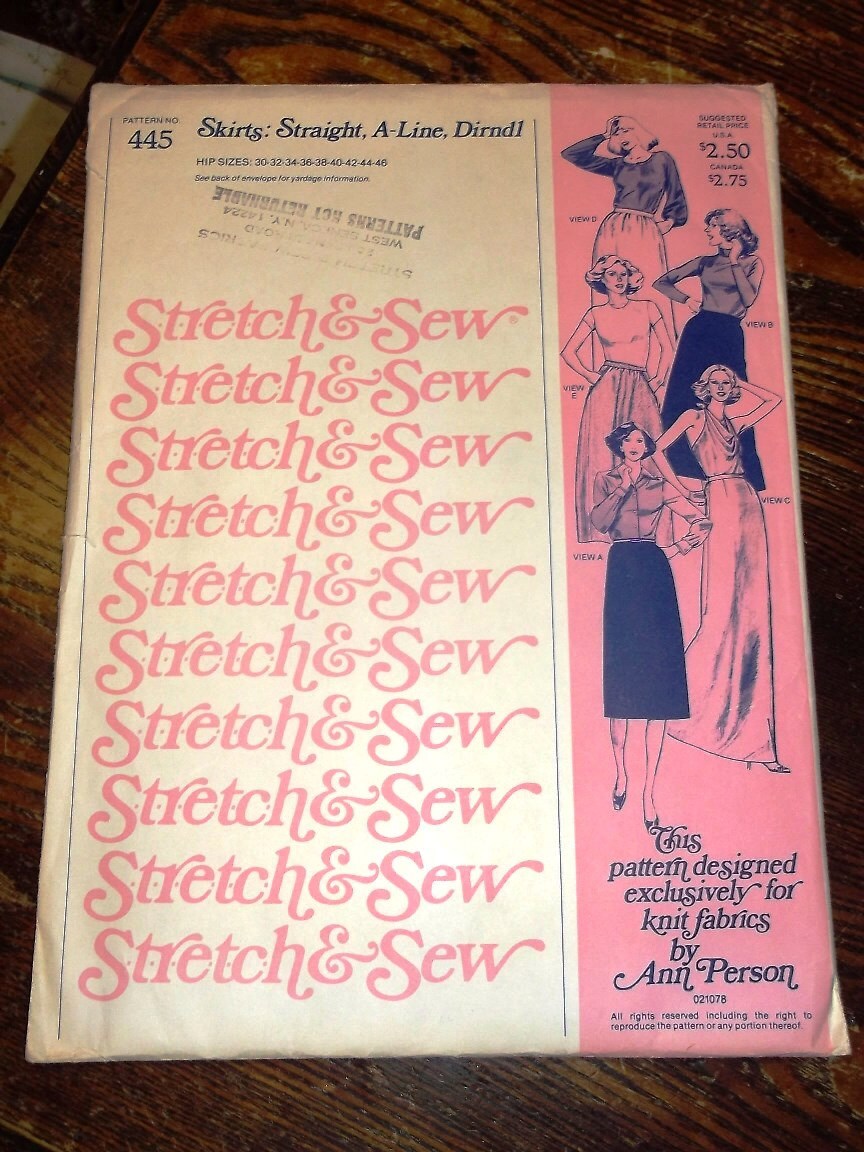 PATTERN NO.
445
Skirts: Straight, A-Line, Dirndl
HIP SIZES: 30-32-34-36-38-40-42-44-46
See back of envelope for yardage information.
PATTERNS NOT RETURNABLE
WEST SENECA, N.Y. 14224
ROAD
Stretch & Sew®
Stretch & Sew
Stretch & Sew
Stretch & Sew
Stretch & Sew
Stretch & Sew
Stretch & Sew
Stretch & Sew
Stretch & Sew
Stretch & Sew
SUGGESTED
RETAIL PRICE
U.S.A
$2.50
CANADA
$2.75
VIEW D
VIEW B
VIEW
E
VIEW C
VIEW A
This
pattern designed
exclusively for
knit fabrics
by
Ann Person
021078
All rights reserved including the right to
reproduce the pattern or any portion thereof.